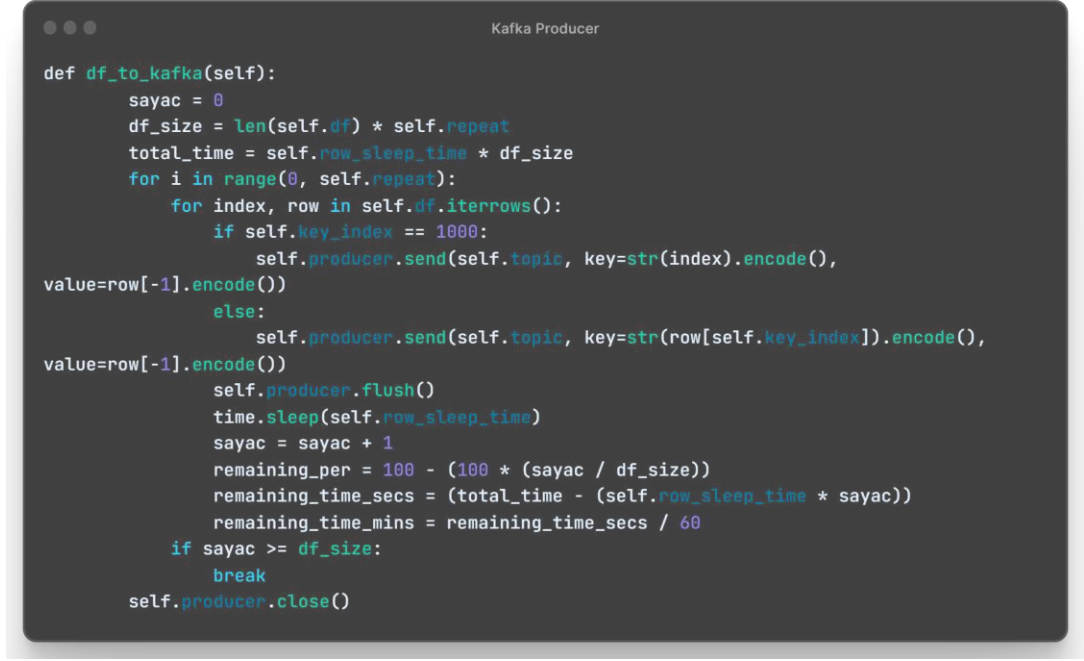 Kafka Producer
def df_to_kafka(self):
        sayac = 0
        df_size = len(self.df) * self.repeat
        total_time = self.row_sleep_time * df_size
        for i in range(0, self.repeat):
            for index, row in self.df.iterrows():
                if self.key_index == 1000:
                    self.producer.send(self.topic, key=str(index).encode(),
value=row[-1].encode())
                else:
                    self.producer.send(self.topic, key=str(row[self.key_index]).encode(),
value=row[-1].encode())
                self.producer.flush()
                time.sleep(self.row_sleep_time)
                sayac = sayac + 1
                remaining_per = 100 - (100 * (sayac / df_size))
                remaining_time_secs = (total_time - (self.row_sleep_time * sayac))
                remaining_time_mins = remaining_time_secs / 60
            if sayac >= df_size:
                break
        self.producer.close()